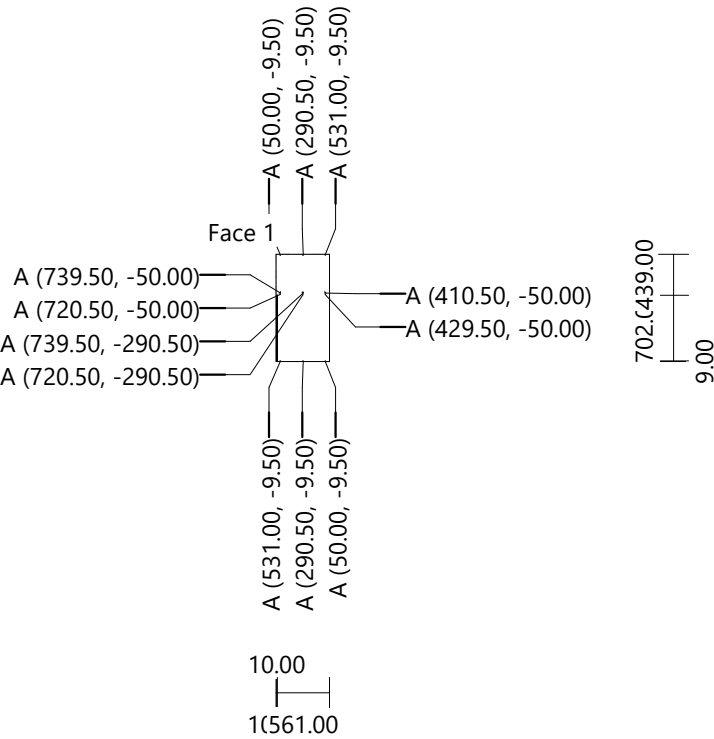 A (50.00, -9.50)
A (290.50, -9.50)
A (531.00, -9.50)
Face 1
A (739.50, -50.00)
A (720.50, -50.00)
A (739.50, -290.50)
A (720.50, -290.50)
A (410.50, -50.00)
A (429.50, -50.00)
439.00
702.0
9.00
A (531.00, -9.50)
A (290.50, -9.50)
A (50.00, -9.50)
10.00
561.00